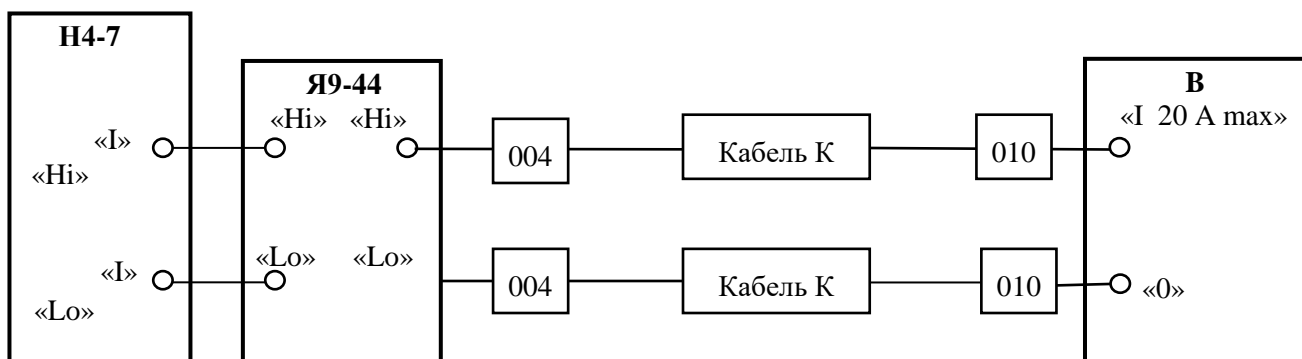 Н4-7
Я9-44
В
«I»
«Hi»
«Hi» «Hi»
004
Кабель К
010
«I 20 A max»
«I»
«Lo»
«Lo» «Lo»
004
Кабель К
010
«0»